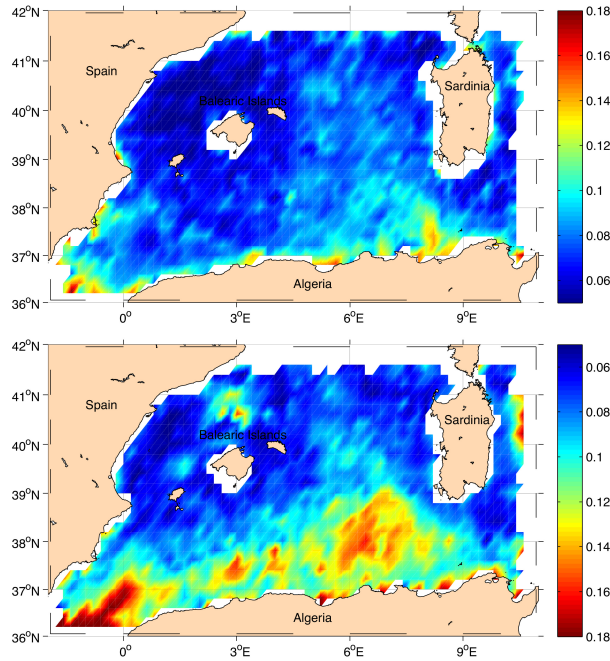 42°N
41°N
40°N
39°N
38°N
37°N
36°N
0°
3°E
6°E
9°E
Spain
Balearic Islands
Sardinia
Algeria
0.18
0.16
0.14
0.12
0.1
0.08
0.06
42°N
41°N
40°N
39°N
38°N
37°N
36°N
0°
3°E
6°E
9°E
Spain
Balearic Islands
Sardinia
Algeria
0.06
0.08
0.1
0.12
0.14
0.16
0.18